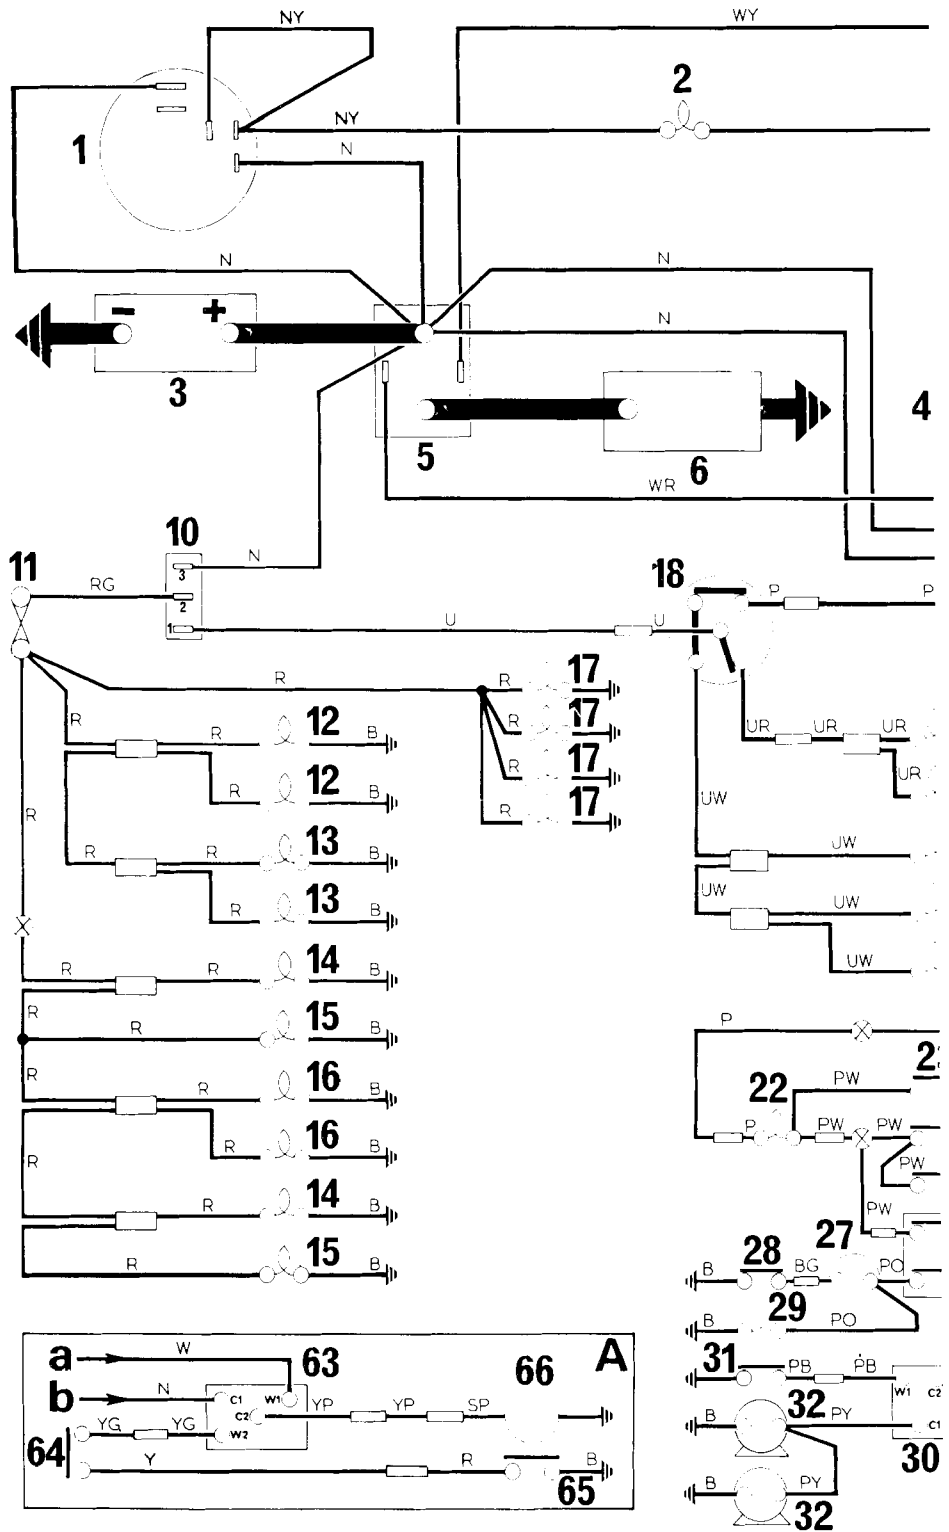 NY WY
2
NY
1 N
N N
- + N
3 4
5 6
WR
10
11 N 18
3
RG 2 P P
1 U U
R R 17
R 12 R 17 UR UR UR
R B
12 R 17 UR
R B
R 17 UW
R
R R 13 B UW
13
R B UW UW
14
R R B UW
R 15 P
R B
R 16 22 PW
R B
16 P PW PW
R B PW
R
14 PW
R B
27
15 28 PO
R B B BG
29
B PO
a W 63 66 A 31 PB PB
B
b N C1 W1 W1 C2
C2 YP YP SP 32 PY
YG YG W2 B C1
64 30
Y R B
65 B PY
32